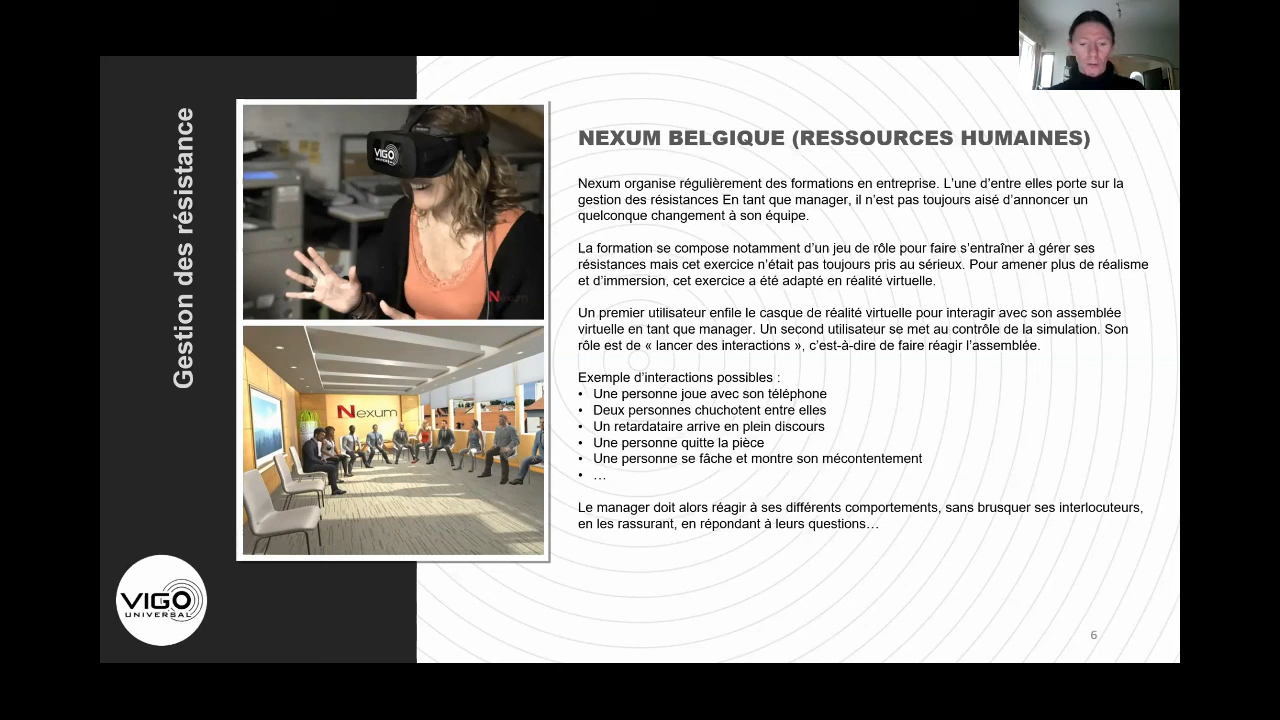 Gestion des résistance
VIGO
Nexum
Nexum
VIGO
UNIVERSAL
NEXUM BELGIQUE (RESSOURCES HUMAINES)
Nexum organise régulièrement des formations en entreprise. L’une d’entre elles porte sur la
gestion des résistances En tant que manager, il n’est pas toujours aisé d’annoncer un
quelconque changement à son équipe.
La formation se compose notamment d’un jeu de rôle pour faire s’entraîner à gérer ses
résistances mais cet exercice n’était pas toujours pris au sérieux. Pour amener plus de réalisme
et d’immersion, cet exercice a été adapté en réalité virtuelle.
Un premier utilisateur enfile le casque de réalité virtuelle pour interagir avec son assemblée
virtuelle en tant que manager. Un second utilisateur se met au contrôle de la simulation. Son
rôle est de « lancer des interactions », c’est-à-dire de faire réagir l’assemblée.
Exemple d’interactions possibles :
• Une personne joue avec son téléphone
• Deux personnes chuchotent entre elles
• Un retardataire arrive en plein discours
• Une personne quitte la pièce
• Une personne se fâche et montre son mécontentement
• …
Le manager doit alors réagir à ses différents comportements, sans brusquer ses interlocuteurs,
en les rassurant, en répondant à leurs questions…
6